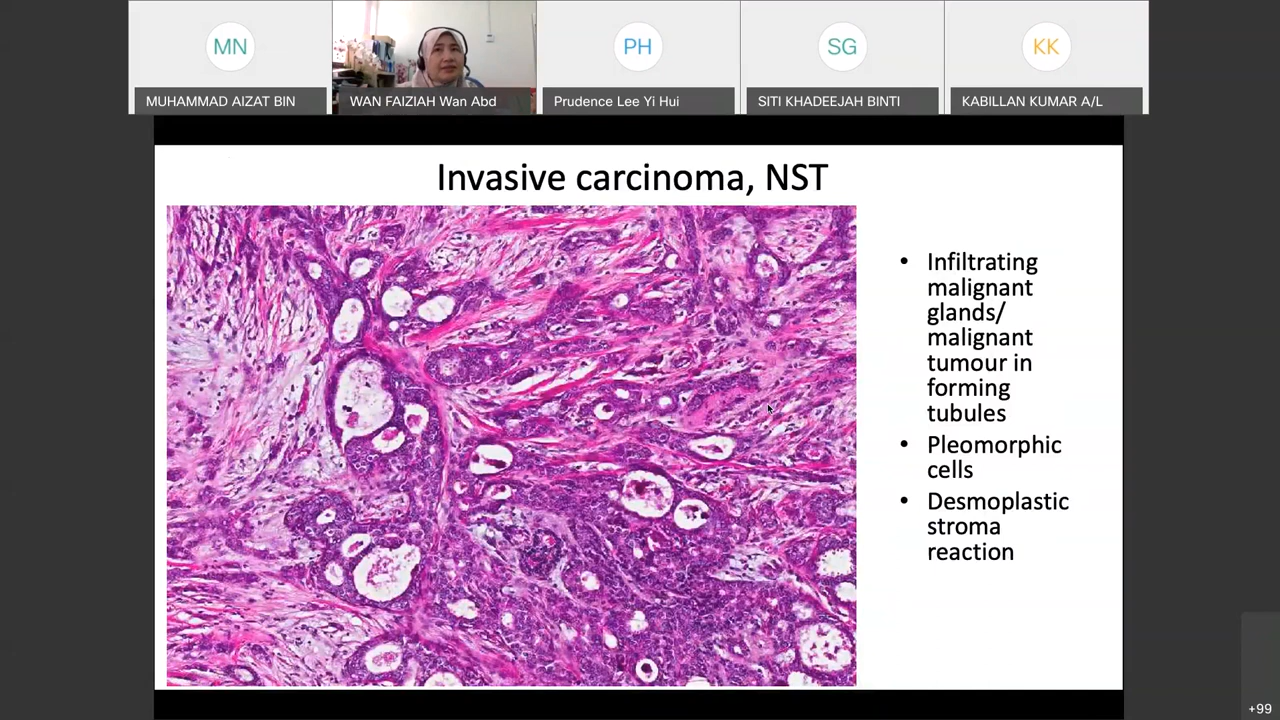 MN
PH
SG
KK
MUHAMMAD AIZAT BIN
WAN FAIZIAH Wan Abd
Prudence Lee Yi Hui
SITI KHADEEJAH BINTI
KABILLAN KUMAR A/L
Invasive carcinoma, NST
• Infiltrating
malignant
glands/
malignant
tumour in
forming
tubules
• Pleomorphic
cells
• Desmoplastic
stroma
reaction
+99